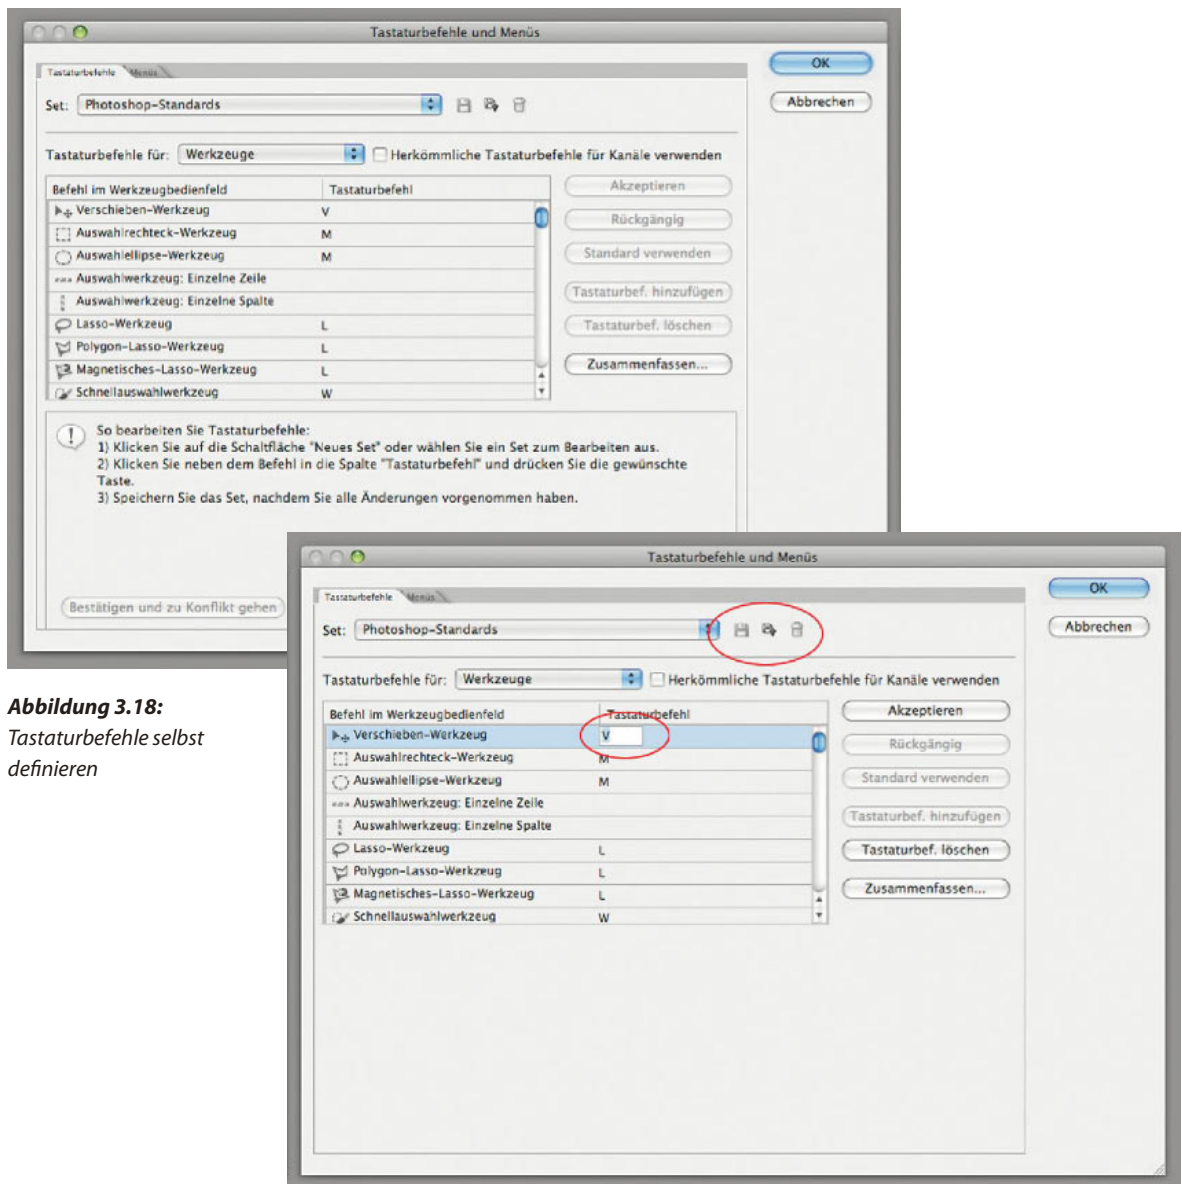 Tastaturbefehle und Menüs
Tastaturbefehle Menüs
OK
Set: Photoshop-Standards
Abbrechen
Tastaturbefehle für: Werkzeuge Herkömmliche Tastaturbefehle für Kanäle verwenden
Befehl im Werkzeugbedienfeld Tastaturbefehl
Akzeptieren
Verschieben-Werkzeug V
Rückgängig
Auswahlrechteck-Werkzeug M
Auswahlellipse-Werkzeug M
Standard verwenden
Auswahlwerkzeug: Einzelne Zeile
Tastaturbef. hinzufügen
Auswahlwerkzeug: Einzelne Spalte
Lasso-Werkzeug L
Tastaturbef. löschen
Polygon-Lasso-Werkzeug L
Magnetisches-Lasso-Werkzeug L
Zusammenfassen...
Schnellauswahlwerkzeug W
So bearbeiten Sie Tastaturbefehle:
1) Klicken Sie auf die Schaltfläche "Neues Set" oder wählen Sie ein Set zum Bearbeiten aus.
2) Klicken Sie neben dem Befehl in die Spalte "Tastaturbefehl" und drücken Sie die gewünschte
Taste.
3) Speichern Sie das Set, nachdem Sie alle Änderungen vorgenommen haben.
Bestätigen und zu Konflikt gehen
Tastaturbefehle und Menüs
Tastaturbefehle Menüs
OK
Set: Photoshop-Standards
Abbrechen
Tastaturbefehle für: Werkzeuge Herkömmliche Tastaturbefehle für Kanäle verwenden
Befehl im Werkzeugbedienfeld Tastaturbefehl
Akzeptieren
Verschieben-Werkzeug V
Rückgängig
Auswahlrechteck-Werkzeug M
Auswahlellipse-Werkzeug M
Standard verwenden
Auswahlwerkzeug: Einzelne Zeile
Tastaturbef. hinzufügen
Auswahlwerkzeug: Einzelne Spalte
Lasso-Werkzeug L
Tastaturbef. löschen
Polygon-Lasso-Werkzeug L
Magnetisches-Lasso-Werkzeug L
Zusammenfassen...
Schnellauswahlwerkzeug W
Abbildung 3.18:
Tastaturbefehle selbst
definieren